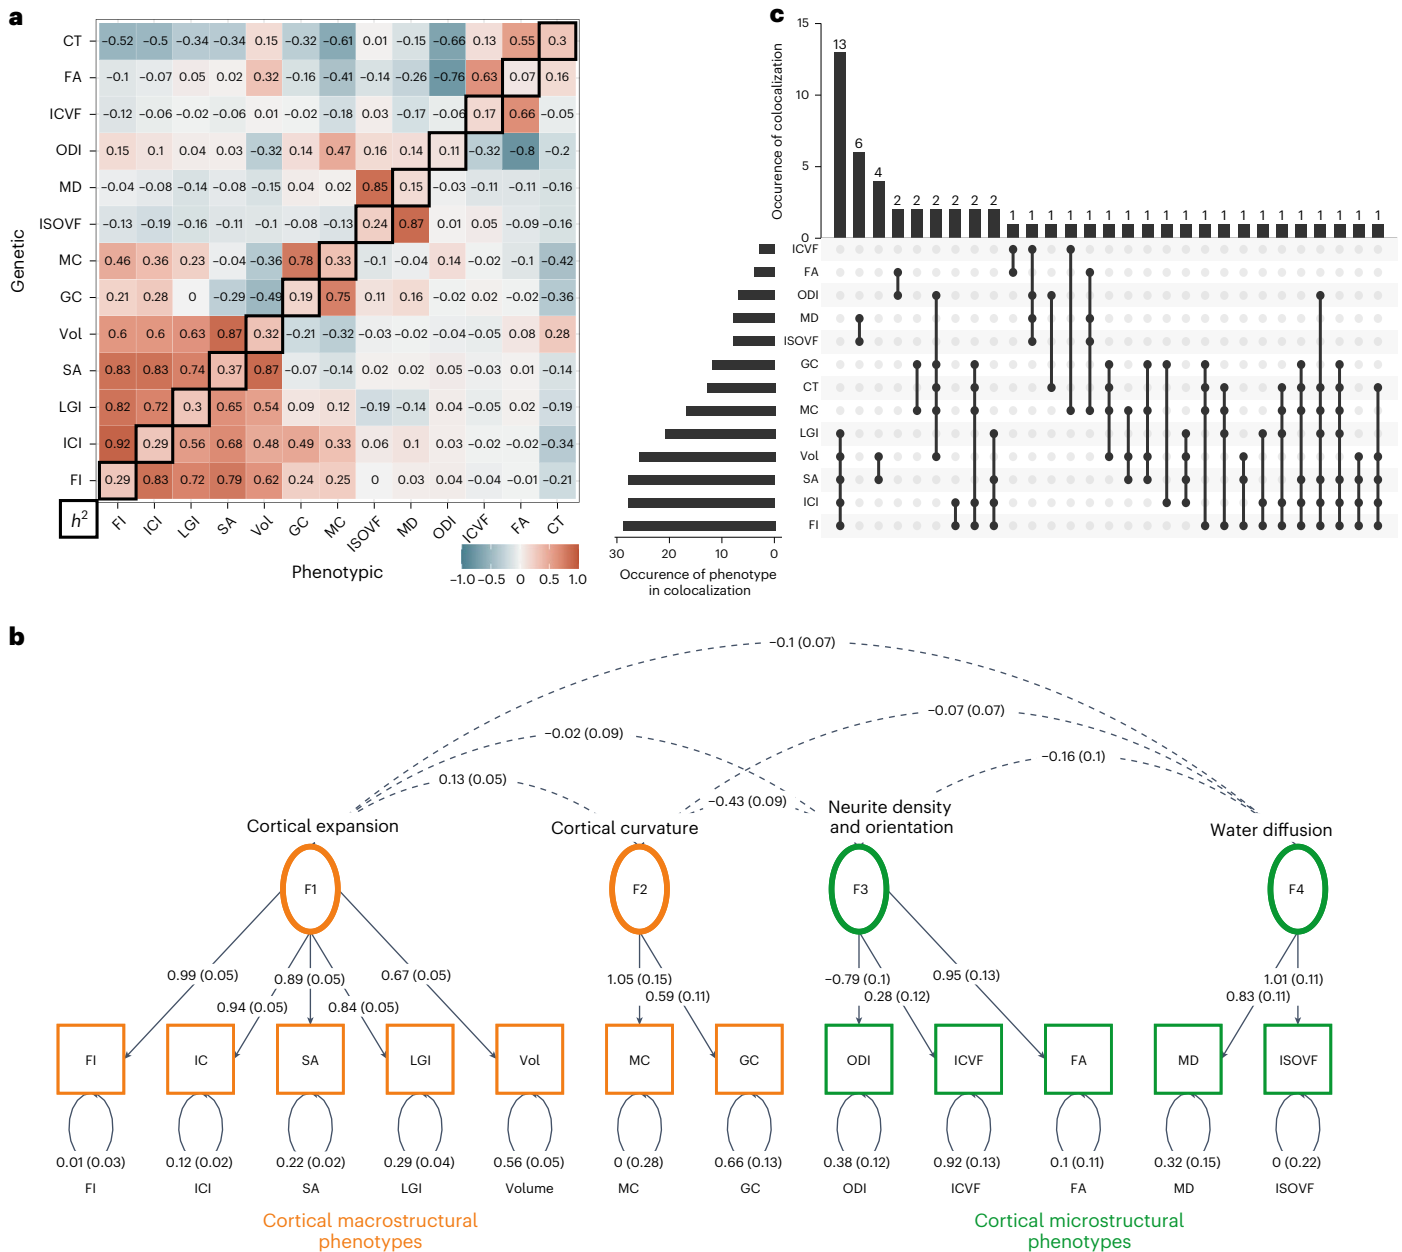 a
Genetic
CT −0.52 −0.5 −0.34 −0.34 0.15 −0.32 −0.61 0.01 −0.15 −0.66 0.13 0.55 0.3
FA −0.1 −0.07 0.05 0.02 0.32 −0.16 −0.41 −0.14 −0.26 −0.76 0.63 0.07 0.16
ICVF −0.12 −0.06 −0.02 −0.06 0.01 −0.02 −0.18 0.03 −0.17 −0.06 0.17 0.66 −0.05
ODI 0.15 0.1 0.04 0.03 −0.32 0.14 0.47 0.16 0.14 0.11 −0.32 −0.8 −0.2
MD −0.04 −0.08 −0.14 −0.08 −0.15 0.04 0.02 0.85 0.15 −0.03 −0.11 −0.11 −0.16
ISOVF −0.13 −0.19 −0.16 −0.11 −0.1 −0.08 −0.13 0.24 0.87 0.01 0.05 −0.09 −0.16
MC 0.46 0.36 0.23 −0.04 −0.36 0.78 0.33 −0.1 −0.04 0.14 −0.02 −0.1 −0.42
GC 0.21 0.28 0 −0.29 −0.49 0.19 0.75 0.11 0.16 −0.02 0.02 −0.02 −0.36
Vol 0.6 0.6 0.63 0.87 0.32 −0.21 −0.32 −0.03 −0.02 −0.04 −0.05 0.08 0.28
SA 0.83 0.83 0.74 0.37 0.87 −0.07 −0.14 0.02 0.02 0.05 −0.03 0.01 −0.14
LGI 0.82 0.72 0.3 0.65 0.54 0.09 0.12 −0.19 −0.14 0.04 −0.05 0.02 −0.19
ICI 0.92 0.29 0.56 0.68 0.48 0.49 0.33 0.06 0.1 0.03 −0.02 −0.02 −0.34
FI 0.29 0.83 0.72 0.79 0.62 0.24 0.25 0 0.03 0.04 −0.04 −0.01 −0.21
h²
FI ICI LGI SA Vol GC MC ISOVF MD ODI ICVF FA CT
Phenotypic
−1.0 −0.5 0 0.5 1.0
c
Occurrence of colocalization
15
10
5
0
13 6 4 2 2 2 2 2 2 1 1 1 1 1 1 1 1 1 1 1 1 1 1 1 1 1 1 1 1
ICVF
FA
ODI
MD
ISOVF
GC
CT
MC
LGI
Vol
SA
ICI
FI
30 20 10 0
Occurence of phenotype
in colocalization
b
−0.1 (0.07)
−0.07 (0.07)
−0.02 (0.09)
−0.16 (0.1)
0.13 (0.05)
−0.43 (0.09)
Cortical expansion
Cortical curvature
Neurite density
and orientation
Water diffusion
F1 F2 F3 F4
0.99 (0.05) 0.89 (0.05) 0.67 (0.05) 1.05 (0.15) −0.79 (0.1) 0.95 (0.13) 1.01 (0.11)
0.94 (0.05) 0.84 (0.05) 0.59 (0.11) 0.28 (0.12) 0.83 (0.11)
FI IC SA LGI Vol MC GC ODI ICVF FA MD ISOVF
0.01 (0.03) 0.12 (0.02) 0.22 (0.02) 0.29 (0.04) 0.56 (0.05) 0 (0.28) 0.66 (0.13) 0.38 (0.12) 0.92 (0.13) 0.1 (0.11) 0.32 (0.15) 0 (0.22)
FI ICI SA LGI Volume MC GC ODI ICVF FA MD ISOVF
Cortical macrostructural
phenotypes
Cortical microstructural
phenotypes